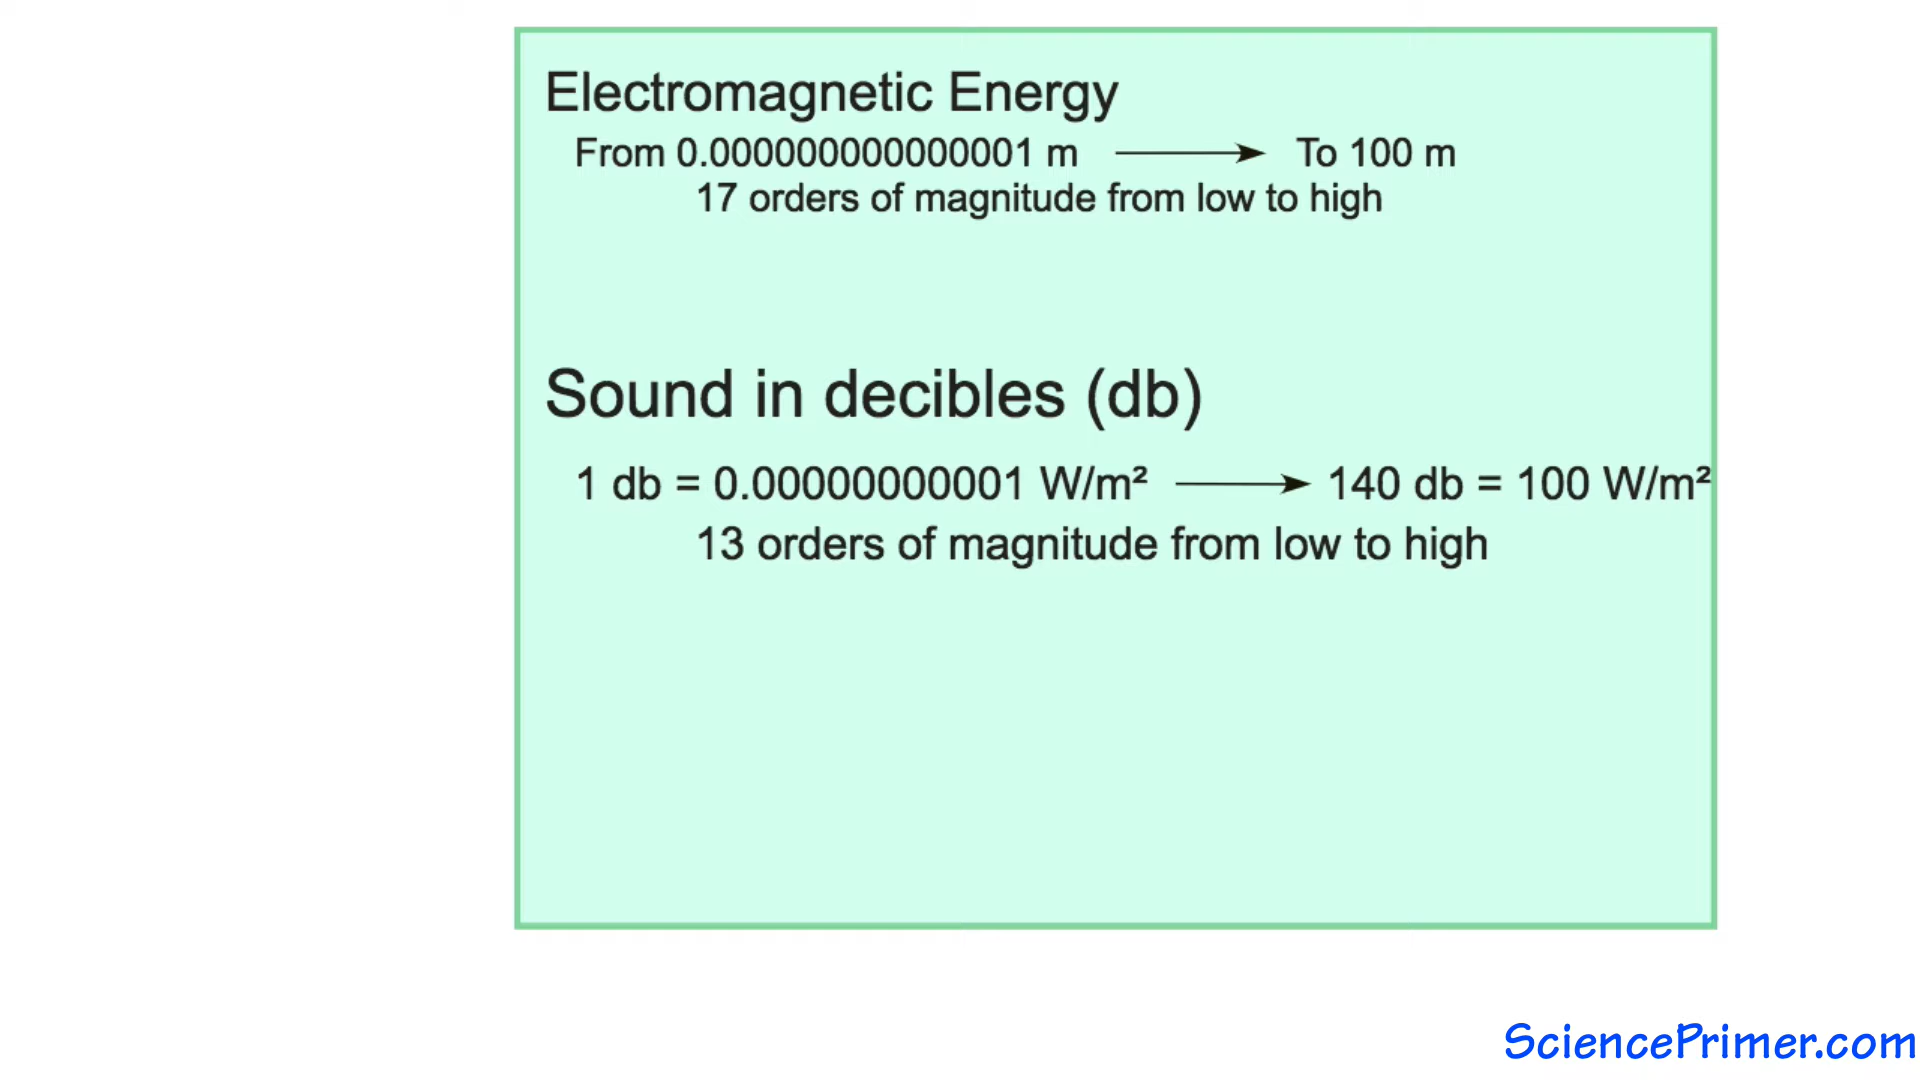 Electromagnetic Energy
From 0.000000000000001 m → To 100 m
17 orders of magnitude from low to high
Sound in decibles (db)
1 db = 0.00000000001 W/m² → 140 db = 100 W/m²
13 orders of magnitude from low to high
SciencePrimer.com